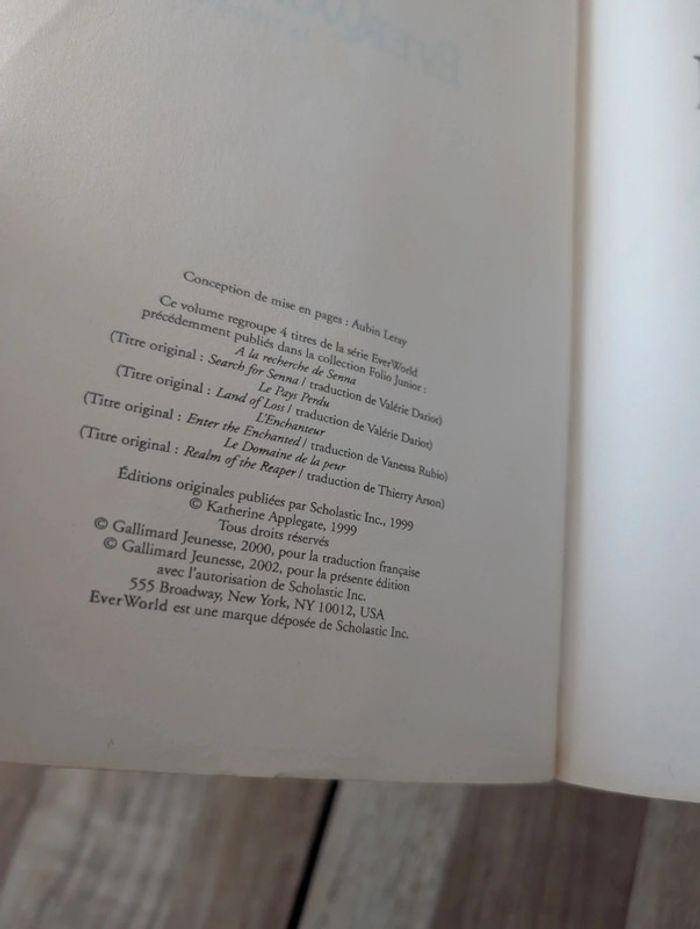 Conception de mise en pages : Aubin Leray
Ce volume regroupe 4 titres de la série EverWorld
précédemment publiés dans la collection Folio Junior :
A la recherche de Senna
(Titre original : Search for Senna / traduction de Valérie Dariot)
Le Pays Perdu
(Titre original : Land of Loss / traduction de Valérie Dariot)
L'Enchanteur
(Titre original : Enter the Enchanted / traduction de Vanessa Rubio)
Le Domaine de la peur
(Titre original : Realm of the Reaper / traduction de Thierry Arson)
Éditions originales publiées par Scholastic Inc., 1999
© Katherine Applegate, 1999
Tous droits réservés
© Gallimard Jeunesse, 2000, pour la traduction française
© Gallimard Jeunesse, 2002, pour la présente édition
avec l'autorisation de Scholastic Inc.
555 Broadway, New York, NY 10012, USA
EverWorld est une marque déposée de Scholastic Inc.